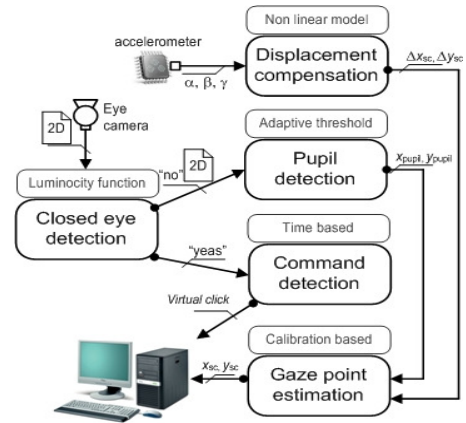 Non linear model
accelerometer
Displacement
compensation
Δxsc, Δysc
α, β, γ
2D
Eye
camera
Adaptive threshold
"no"
2D
Pupil
detection
xpupil, ypupil
Luminocity function
Closed eye
detection
Time based
"yeas"
Command
detection
Virtual click
Calibration based
xsc, ysc
Gaze point
estimation